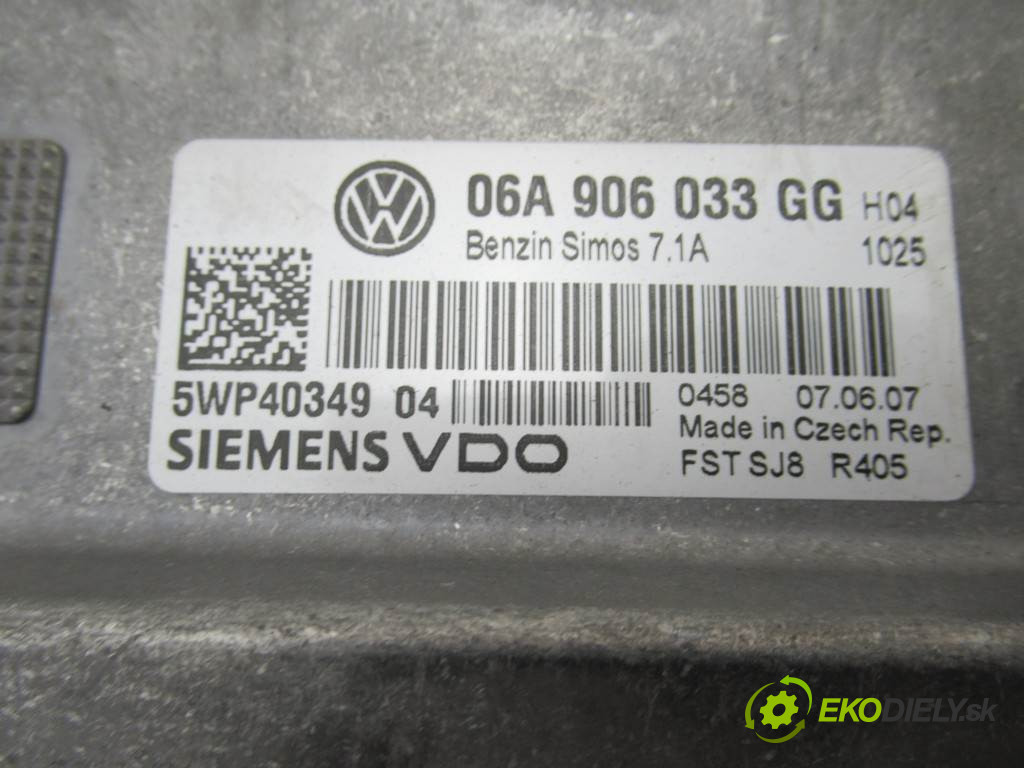 06A 906 033 GG H04
Benzin Simos 7.1A 1025
5WP40349 04 0458 07.06.07
Made in Czech Rep.
SIEMENS VDO FST SJ8 R405
EKODIELY.sk